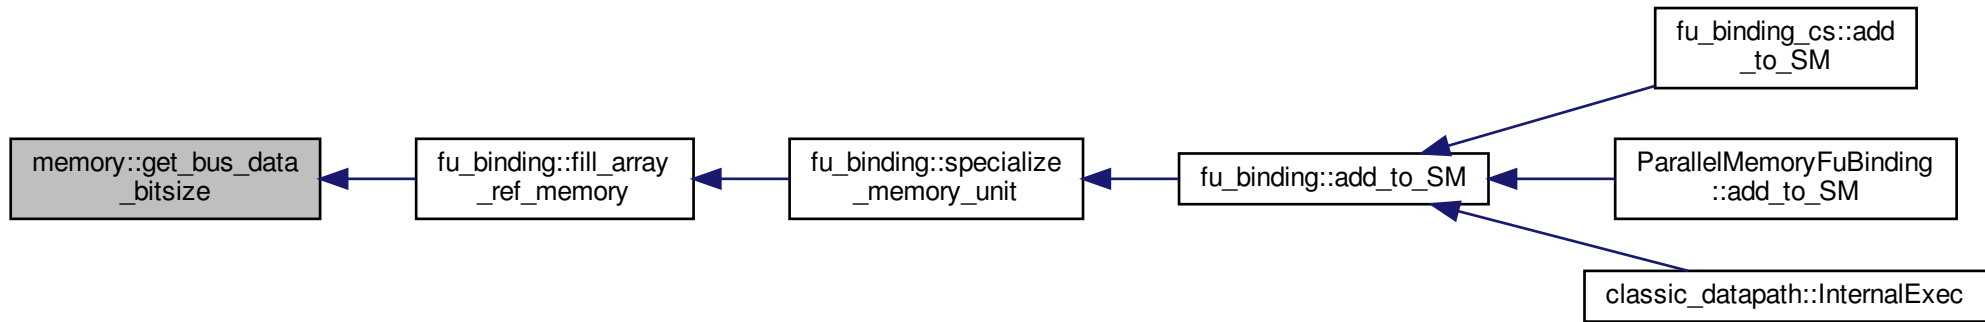 memory::get_bus_data
_bitsize
fu_binding::fill_array
_ref_memory
fu_binding::specialize
_memory_unit
fu_binding::add_to_SM
fu_binding_cs::add
_to_SM
ParallelMemoryFuBinding
::add_to_SM
classic_datapath::InternalExec